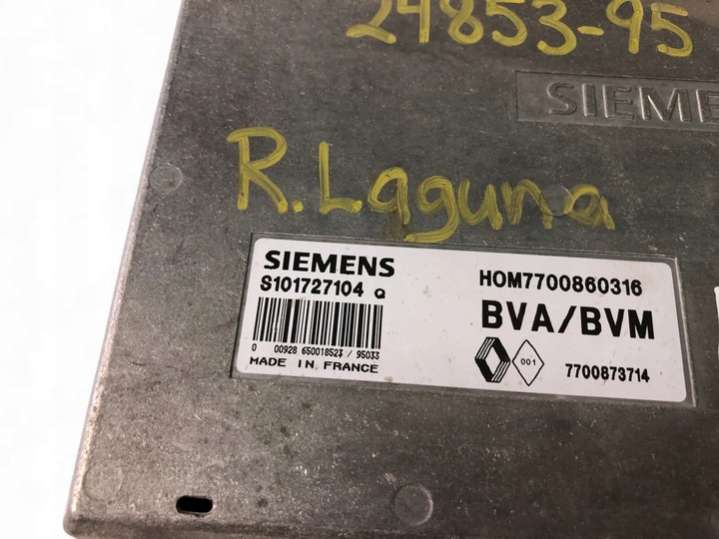 24853-95
SIEME
R.Laguna
SIEMENS
S101727104 Q
0 00928 650018523 / 95033
MADE IN FRANCE
HOM7700860316
BVA/BVM
001
7700873714